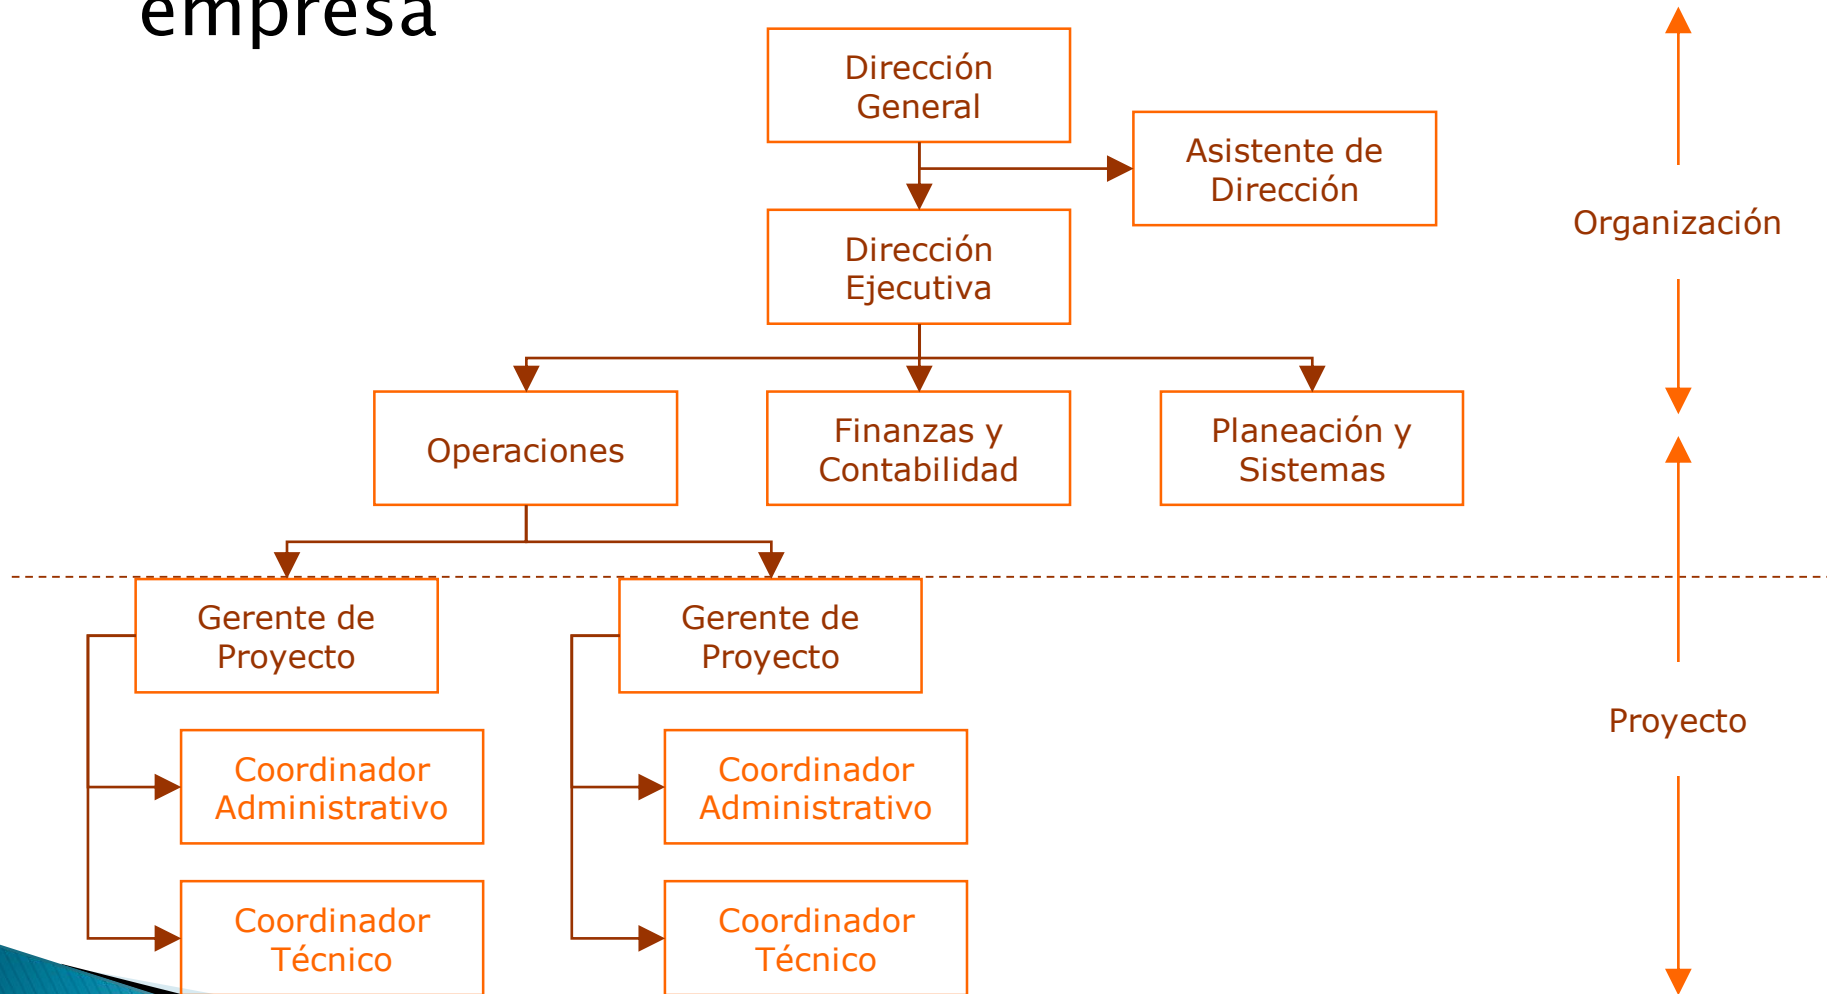 empresa
Dirección
General
Asistente de
Dirección
Organización
Dirección
Ejecutiva
Operaciones
Finanzas y
Contabilidad
Planeación y
Sistemas
Gerente de
Proyecto
Gerente de
Proyecto
Proyecto
Coordinador
Administrativo
Coordinador
Administrativo
Coordinador
Técnico
Coordinador
Técnico